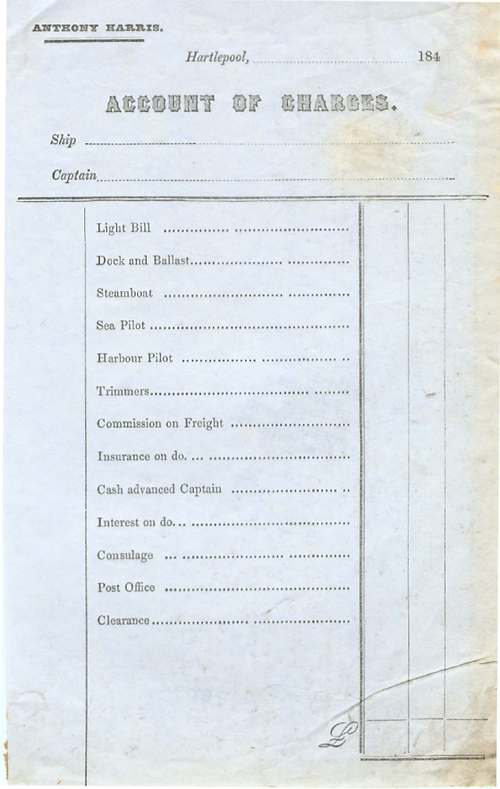 ANTHONY HARRIS.
Hartlepool, 184
ACCOUNT OF CHARGES.
Ship
Captain
Light Bill
Dock and Ballast
Steamboat
Sea Pilot
Harbour Pilot
Trimmers
Commission on Freight
Insurance on do.
Cash advanced Captain
Interest on do.
Consulage
Post Office
Clearance
£